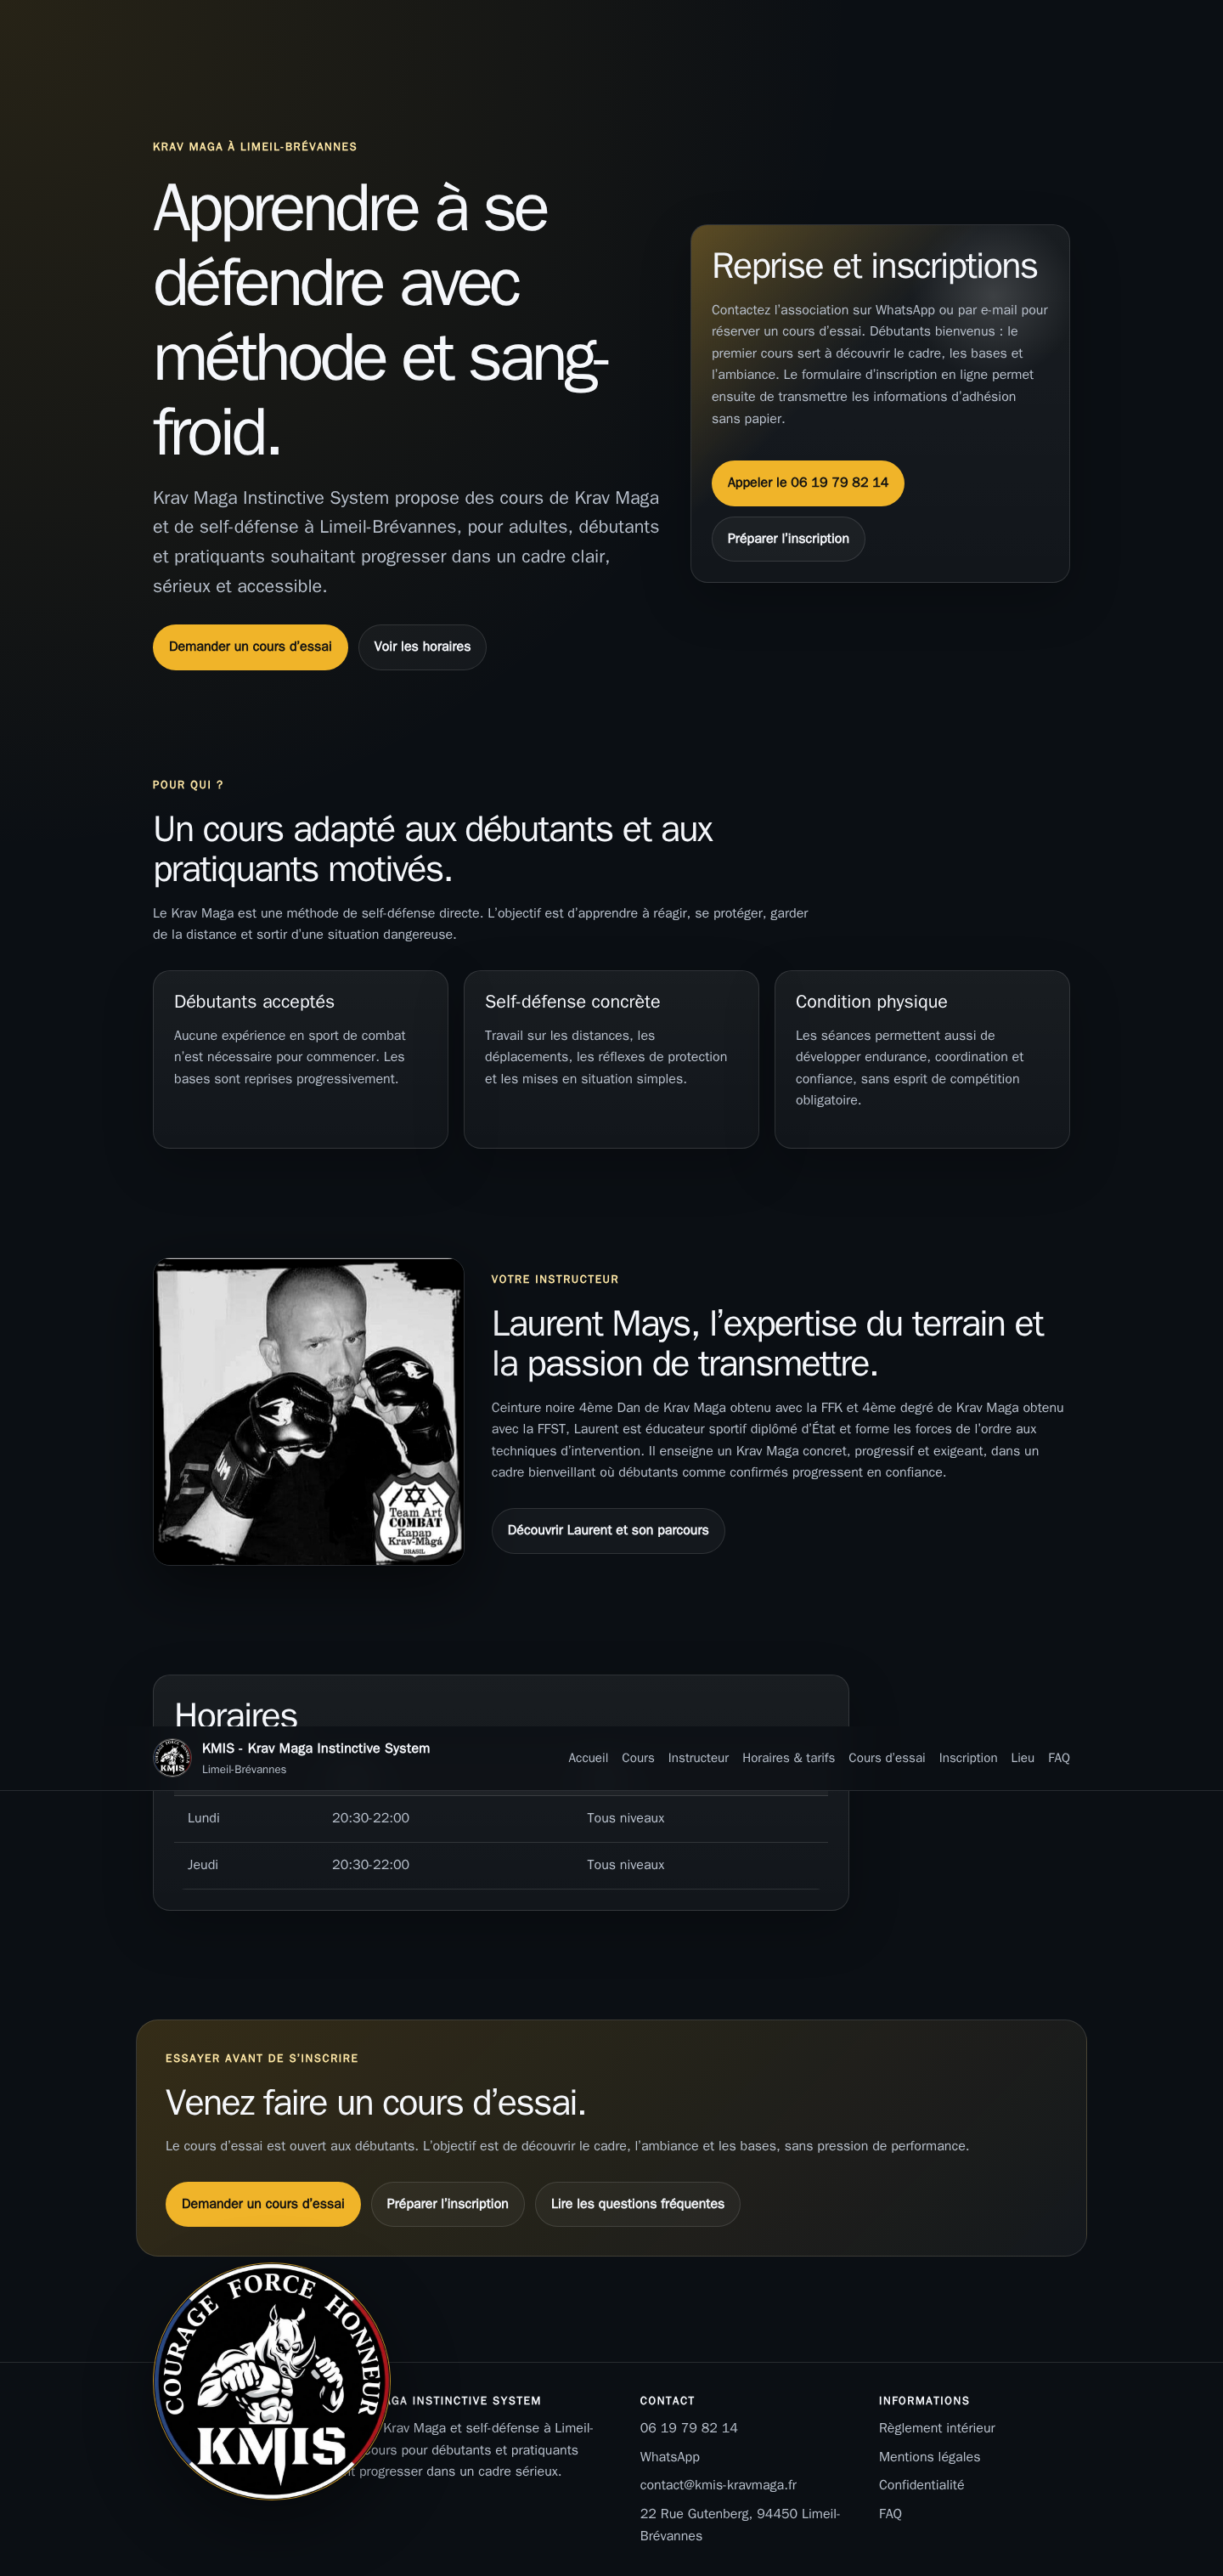 KRAV MAGA À LIMEIL-BRÉVANNES
Apprendre à se
défendre avec
méthode et sang-
froid.
Krav Maga Instinctive System propose des cours de Krav Maga
et de self-défense à Limeil-Brévannes, pour adultes, débutants
et pratiquants souhaitant progresser dans un cadre clair,
sérieux et accessible.
Demander un cours d'essai
Voir les horaires
Reprise et inscriptions
Contactez l'association sur WhatsApp ou par e-mail pour
réserver un cours d'essai. Débutants bienvenus : le
premier cours sert à découvrir le cadre, les bases et
l'ambiance. Le formulaire d'inscription en ligne permet
ensuite de transmettre les informations d'adhésion
sans papier.
Appeler le 06 19 79 82 14
Préparer l'inscription
POUR QUI ?
Un cours adapté aux débutants et aux
pratiquants motivés.
Le Krav Maga est une méthode de self-défense directe. L'objectif est d'apprendre à réagir, se protéger, garder
de la distance et sortir d'une situation dangereuse.
Débutants acceptés
Aucune expérience en sport de combat
n'est nécessaire pour commencer. Les
bases sont reprises progressivement.
Self-défense concrète
Travail sur les distances, les
déplacements, les réflexes de protection
et les mises en situation simples.
Condition physique
Les séances permettent aussi de
développer endurance, coordination et
confiance, sans esprit de compétition
obligatoire.
Team Art
COMBAT
Kapap
Krav-Magá
BRASIL
VOTRE INSTRUCTEUR
Laurent Mays, l'expertise du terrain et
la passion de transmettre.
Ceinture noire 4ème Dan de Krav Maga obtenu avec la FFK et 4ème degré de Krav Maga obtenu
avec la FFST, Laurent est éducateur sportif diplômé d'État et forme les forces de l'ordre aux
techniques d'intervention. Il enseigne un Krav Maga concret, progressif et exigeant, dans un
cadre bienveillant où débutants comme confirmés progressent en confiance.
Découvrir Laurent et son parcours
Horaires
KMIS - Krav Maga Instinctive System
Limeil-Brévannes
Accueil Cours Instructeur Horaires & tarifs Cours d'essai Inscription Lieu FAQ
Lundi 20:30-22:00 Tous niveaux
Jeudi 20:30-22:00 Tous niveaux
ESSAYER AVANT DE S'INSCRIRE
Venez faire un cours d'essai.
Le cours d'essai est ouvert aux débutants. L'objectif est de découvrir le cadre, l'ambiance et les bases, sans pression de performance.
Demander un cours d'essai
Préparer l'inscription
Lire les questions fréquentes
COURAGE FORCE HONNEUR
KMIS
INSTINCTIVE SYSTEM
Krav Maga et self-défense à Limeil-
Cours pour débutants et pratiquants
progresser dans un cadre sérieux.
CONTACT
06 19 79 82 14
WhatsApp
contact@kmis-kravmaga.fr
22 Rue Gutenberg, 94450 Limeil-
Brévannes
INFORMATIONS
Règlement intérieur
Mentions légales
Confidentialité
FAQ